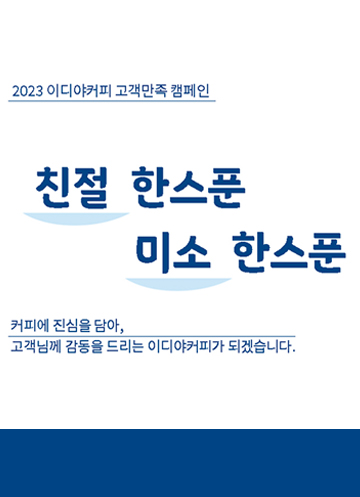 2023 이디야커피 고객만족 캠페인
친절 한스푼
미소 한스푼
커피에 진심을 담아,
고객님께 감동을 드리는 이디야커피가 되겠습니다.